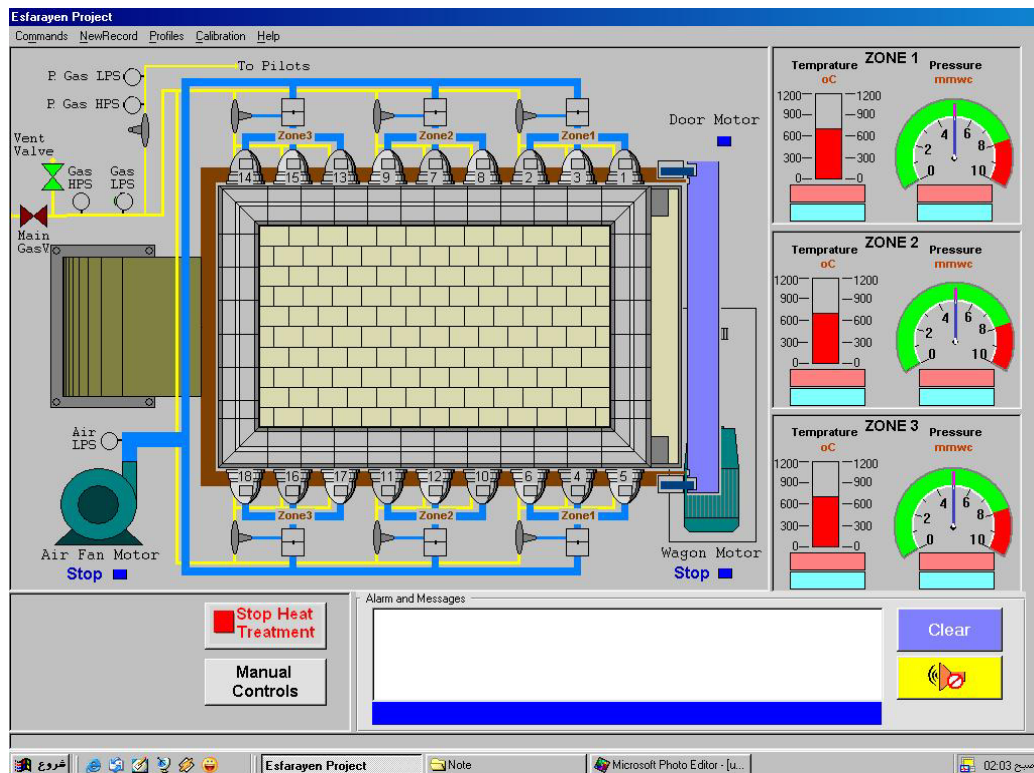 Esfarayen Project
Commands NewRecord Profiles Calibration Help
P. Gas LPS
To Pilots
P. Gas HPS
Vent
Valve
Gas
HPS
Gas
LPS
Main
GasV
Zone3 Zone2 Zone1
14 15 13 9 7 8 2 3 1
Door Motor
II
Air
LPS
18 16 17 11 12 10 6 4 5
Zone3 Zone2 Zone1
Air Fan Motor
Stop
Wagon Motor
Stop
ZONE 1
Temprature Pressure
oC mmwc
1200 1200
900 900
600 600
300 300
0 0
0 2 4 6 8 10
ZONE 2
Temprature Pressure
oC mmwc
1200 1200
900 900
600 600
300 300
0 0
0 2 4 6 8 10
ZONE 3
Temprature Pressure
oC mmwc
1200 1200
900 900
600 600
300 300
0 0
0 2 4 6 8 10
Stop Heat
Treatment
Manual
Controls
Alarm and Messages
Clear
شروع
Esfarayen Project
Note
Microsoft Photo Editor - [u...
02:03 صبح